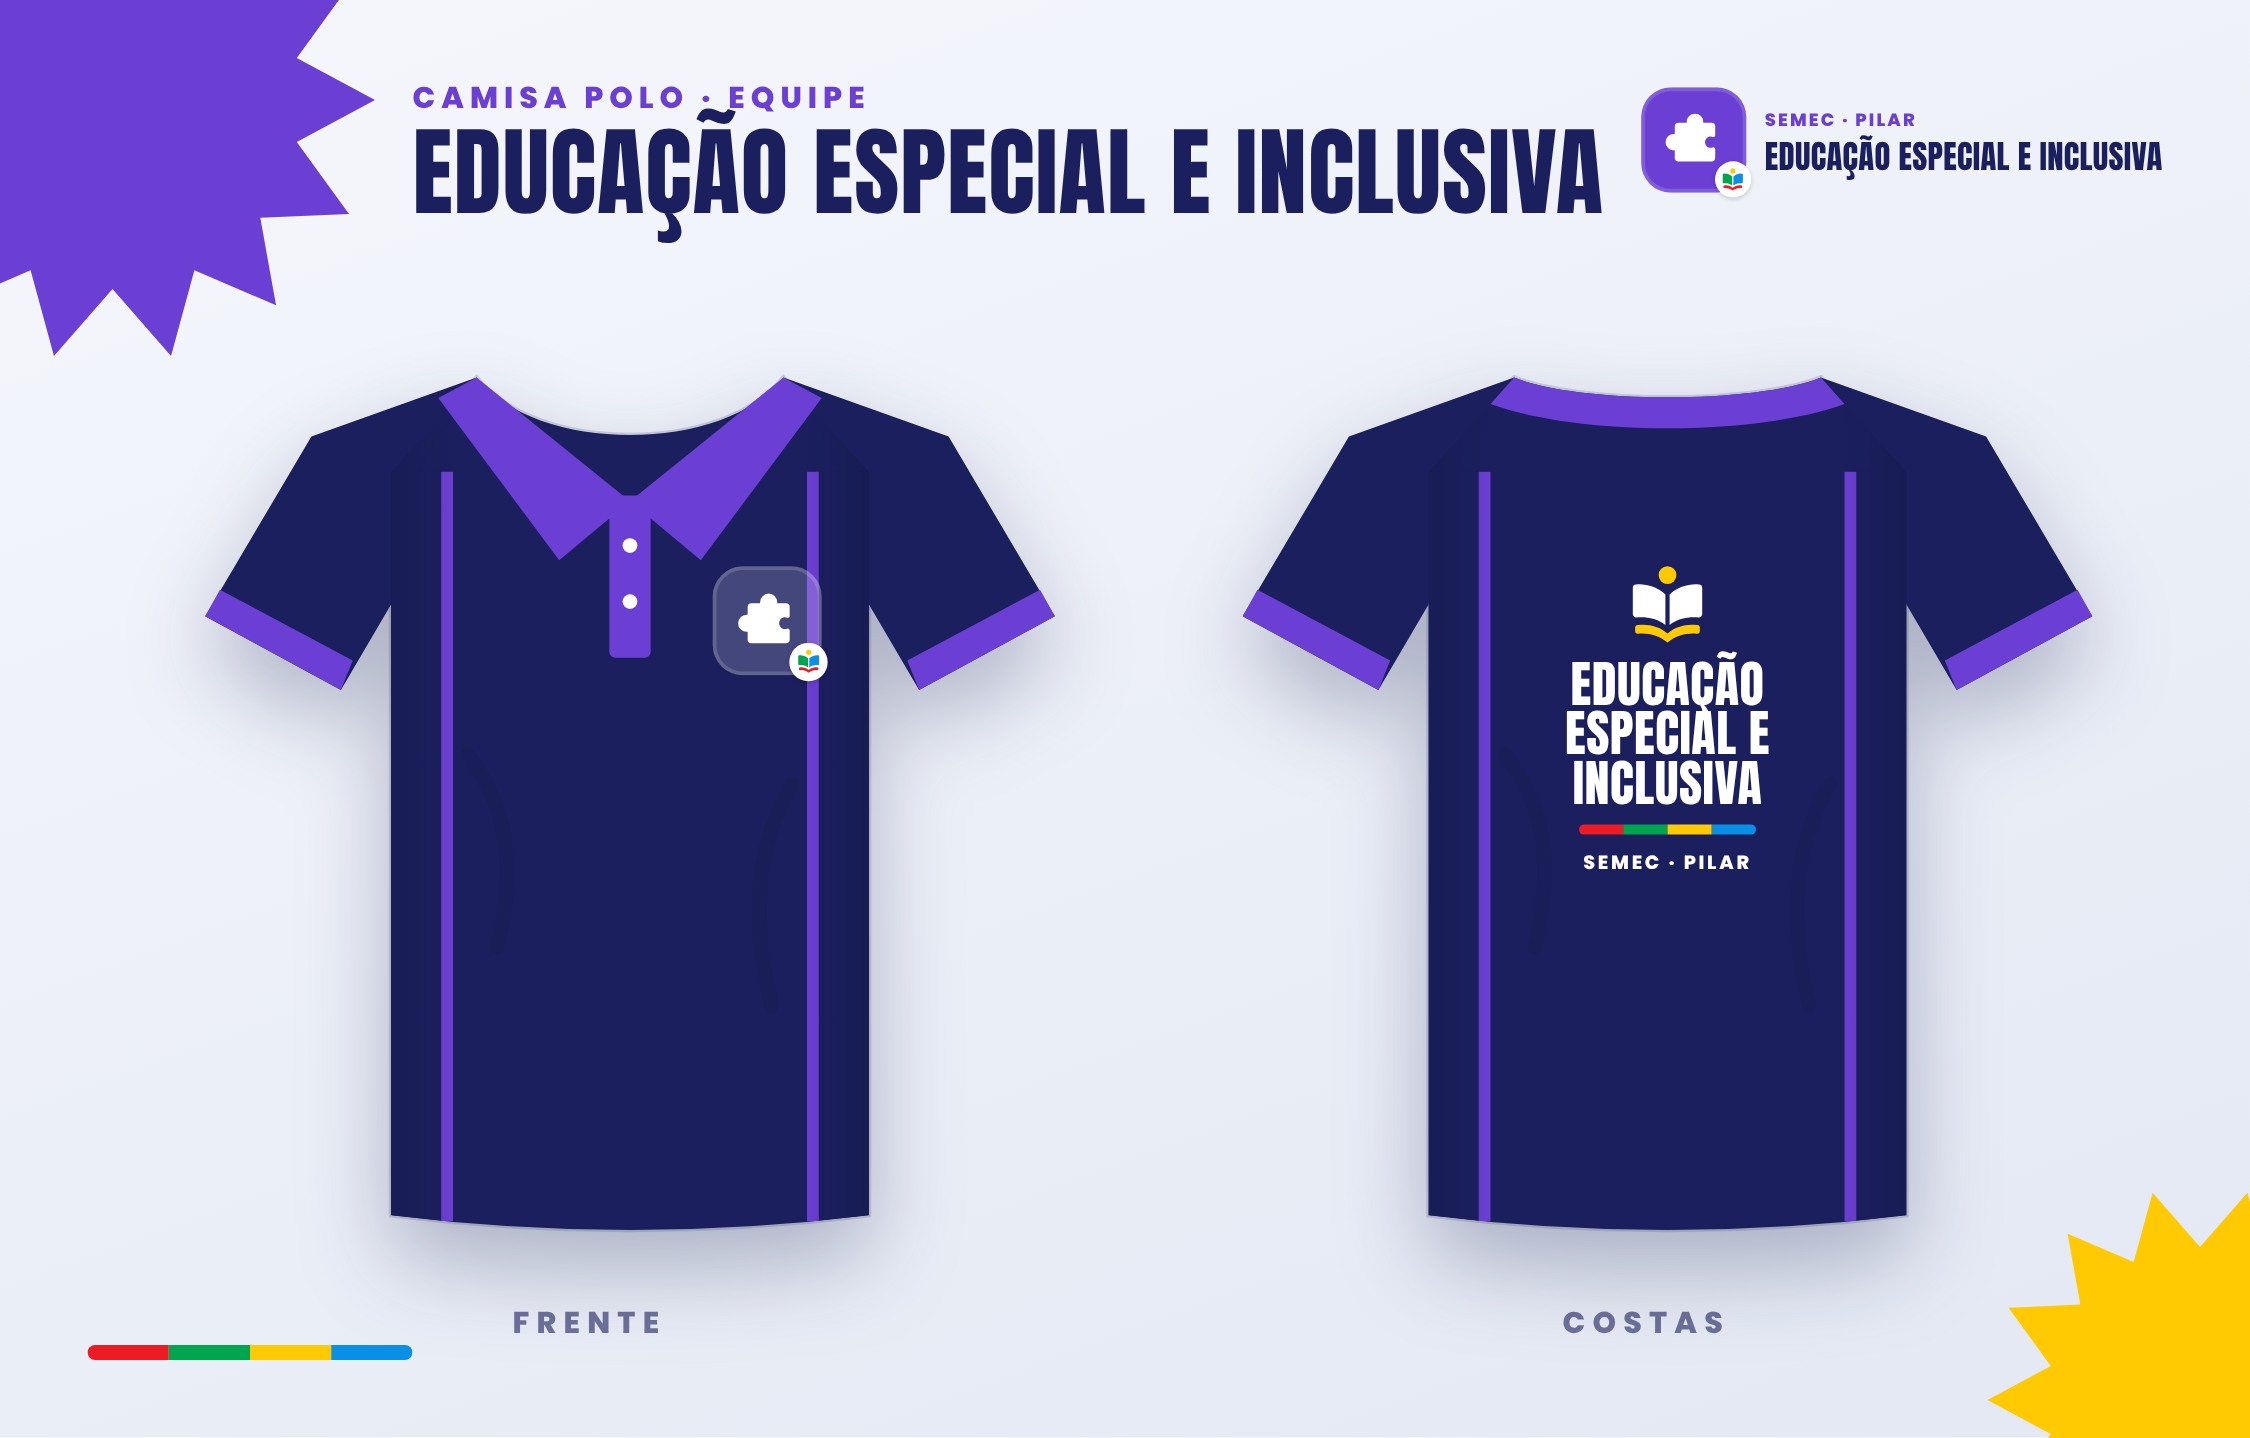 CAMISA POLO · EQUIPE
EDUCAÇÃO ESPECIAL E INCLUSIVA
SEMEC · PILAR
EDUCAÇÃO ESPECIAL E INCLUSIVA
EDUCAÇÃO
ESPECIAL E
INCLUSIVA
SEMEC · PILAR
FRENTE
COSTAS